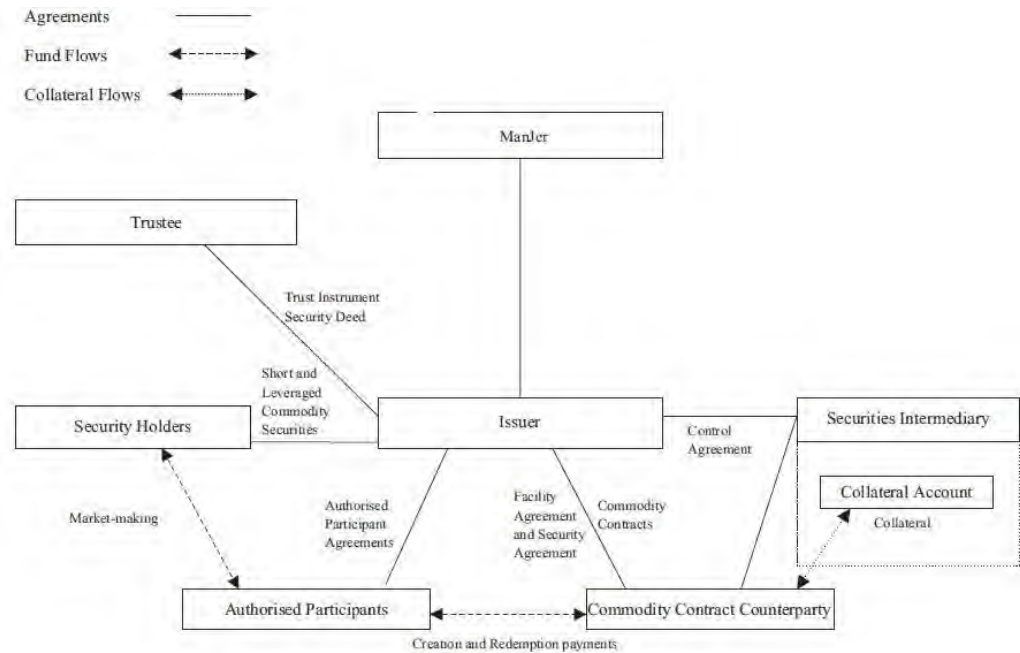 Agreements
Fund Flows
Collateral Flows
ManJer
Trustee
Trust Instrument
Security Deed
Short and
Leveraged
Commodity
Securities
Security Holders
Issuer
Securities Intermediary
Control
Agreement
Collateral Account
Collateral
Market-making
Authorised
Participant
Agreements
Facility
Agreement
and Security
Agreement
Commodity
Contracts
Authorised Participants
Commodity Contract Counterparty
Creation and Redemption payments